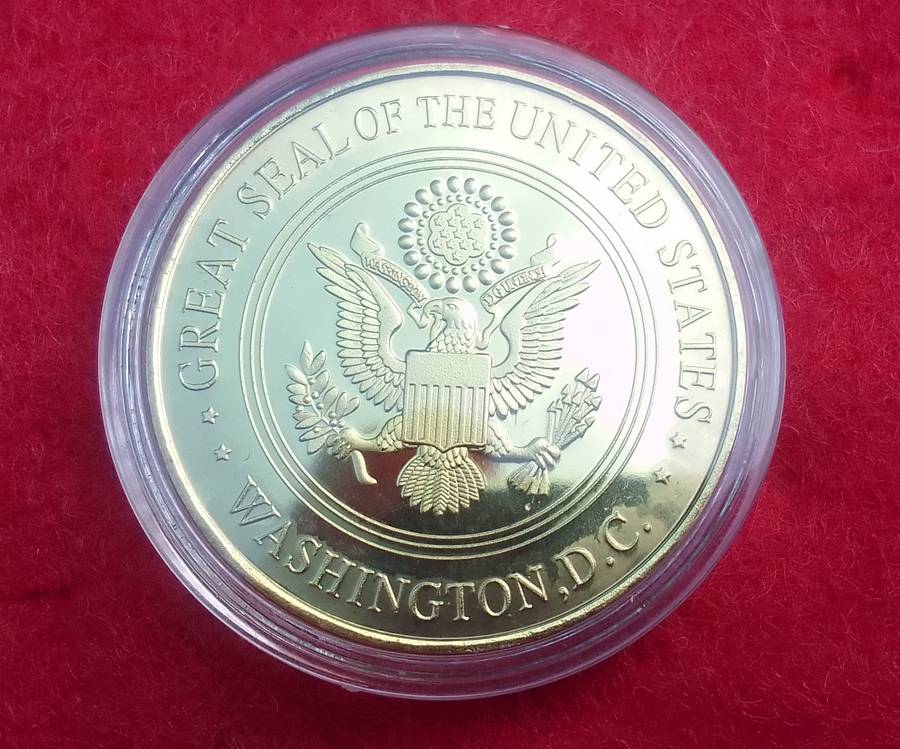 GREAT SEAL OF THE UNITED STATES
WASHINGTON, D.C.